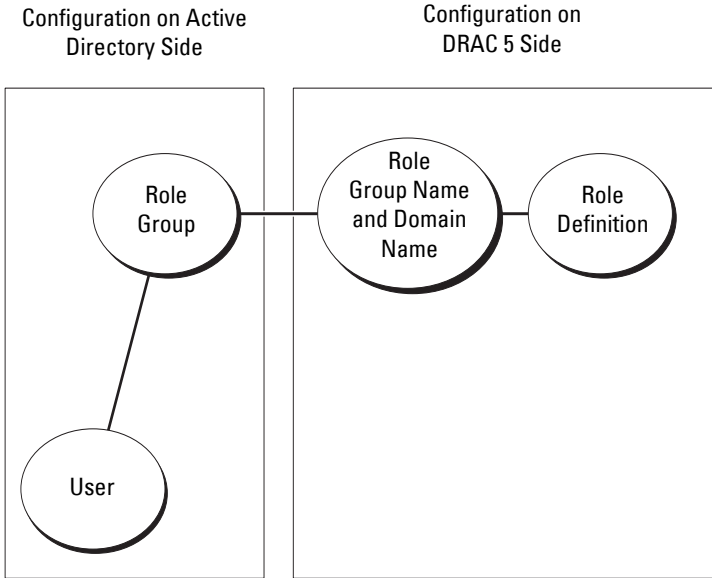 Configuration on Active
Directory Side
Configuration on
DRAC 5 Side
Role
Group
Role
Group Name
and Domain
Name
Role
Definition
User